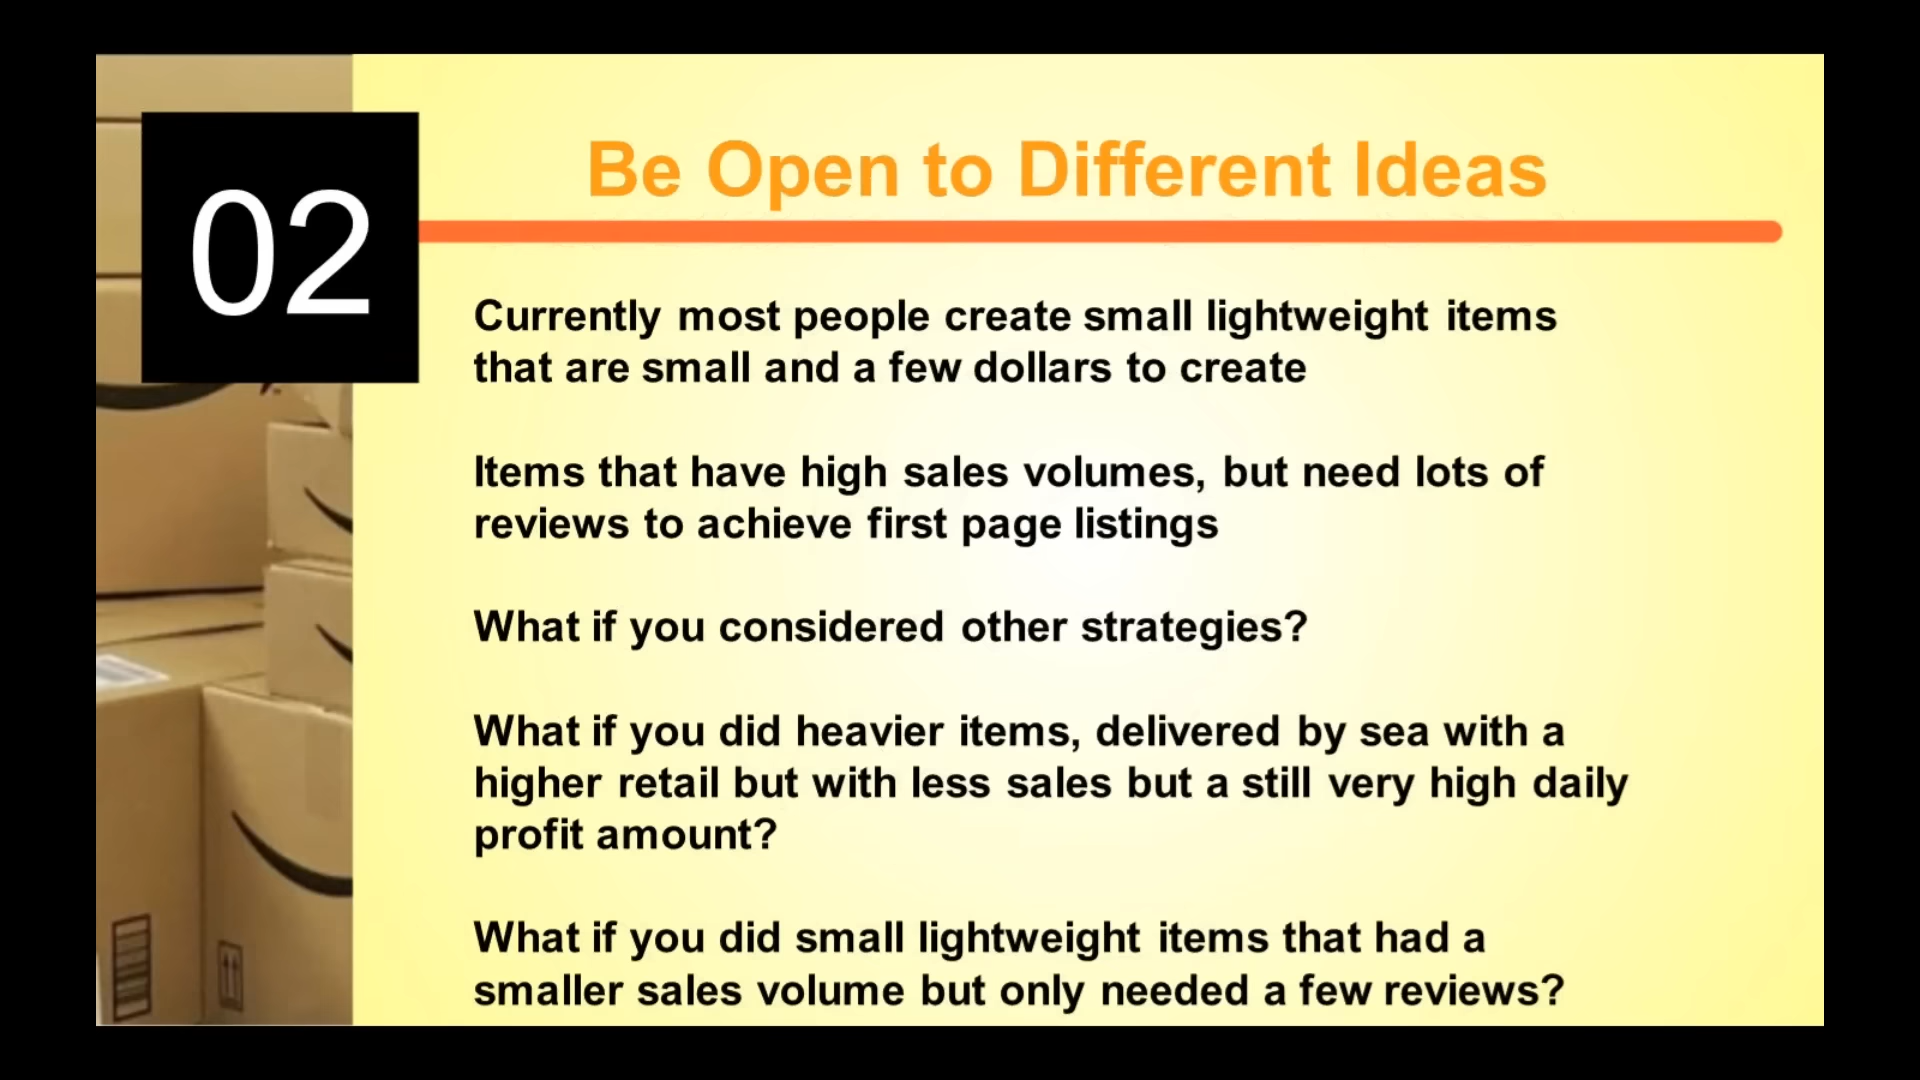 02
Be Open to Different Ideas
Currently most people create small lightweight items
that are small and a few dollars to create
Items that have high sales volumes, but need lots of
reviews to achieve first page listings
What if you considered other strategies?
What if you did heavier items, delivered by sea with a
higher retail but with less sales but a still very high daily
profit amount?
What if you did small lightweight items that had a
smaller sales volume but only needed a few reviews?